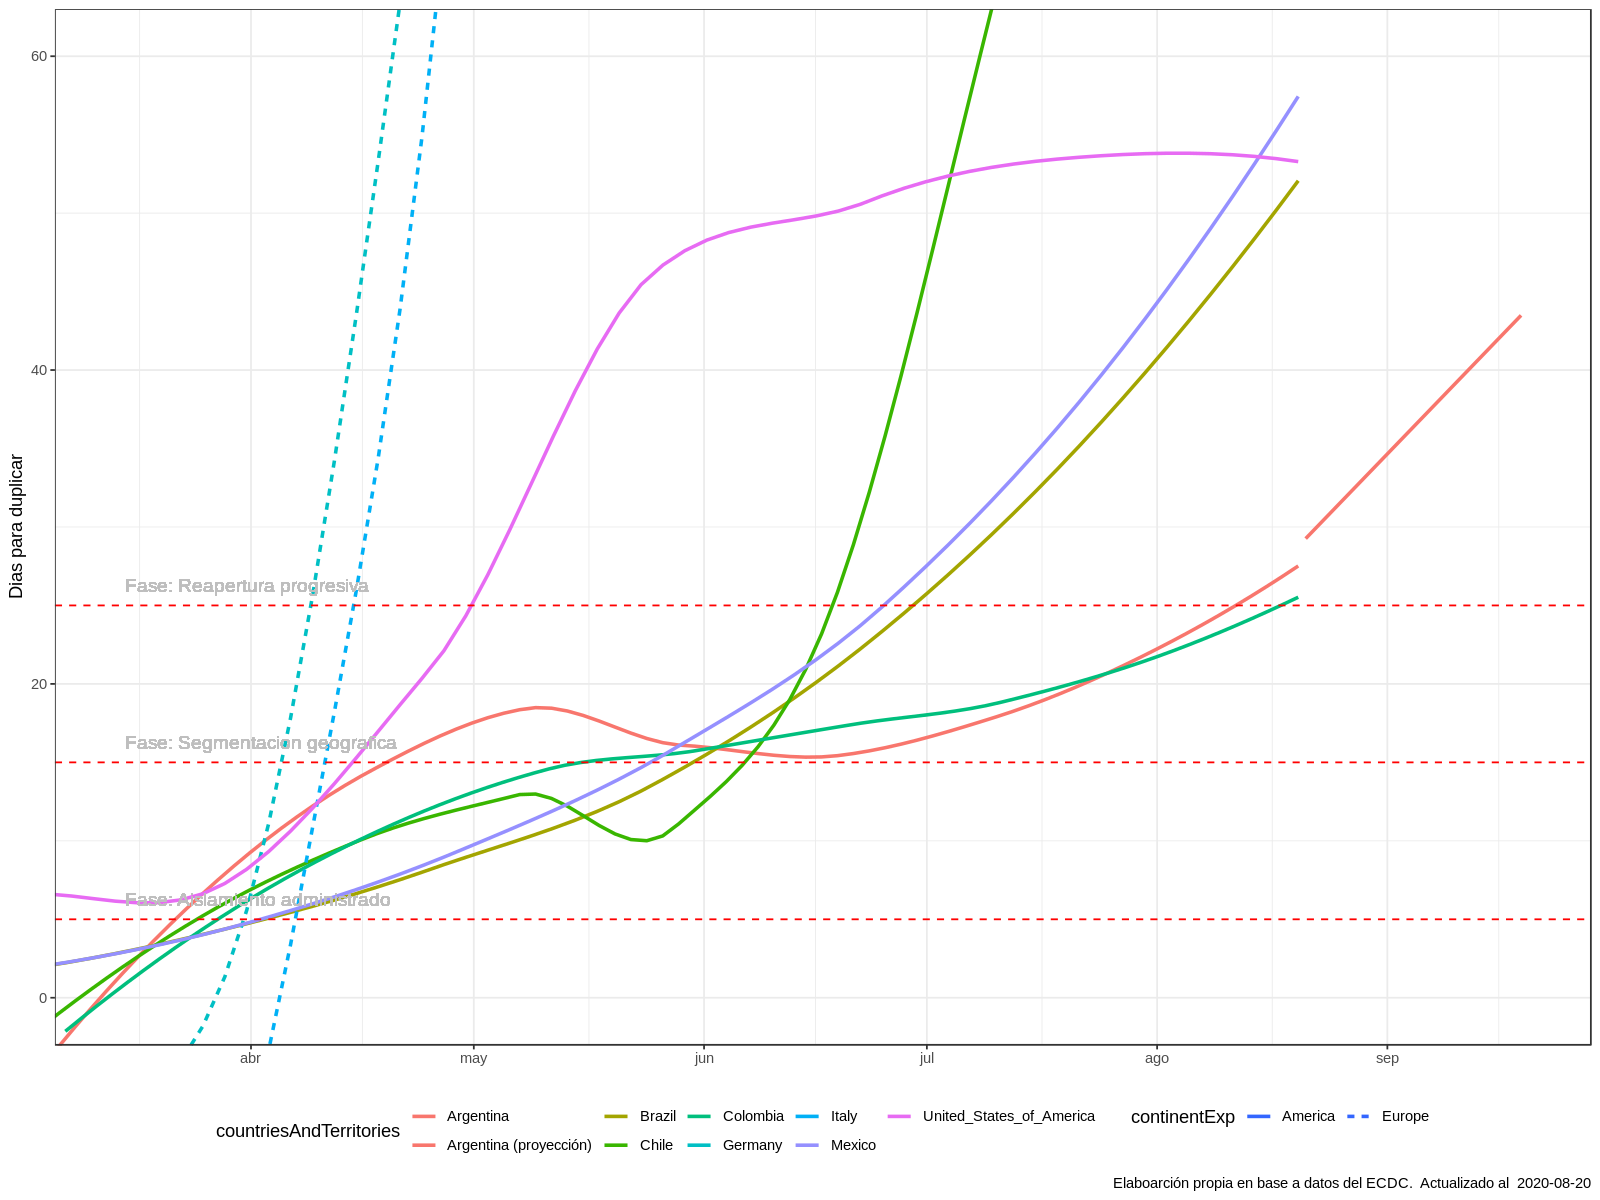 60
40
20
0
Dias para duplicar
Fase: Reapertura progresiva
Fase: Segmentacion geografica
Fase: Aislamiento administrado
abr may jun jul ago sep
countriesAndTerritories
Argentina Brazil Colombia Italy United_States_of_America
Argentina (proyección) Chile Germany Mexico
continentExp America Europe
Elaboarción propia en base a datos del ECDC. Actualizado al 2020-08-20